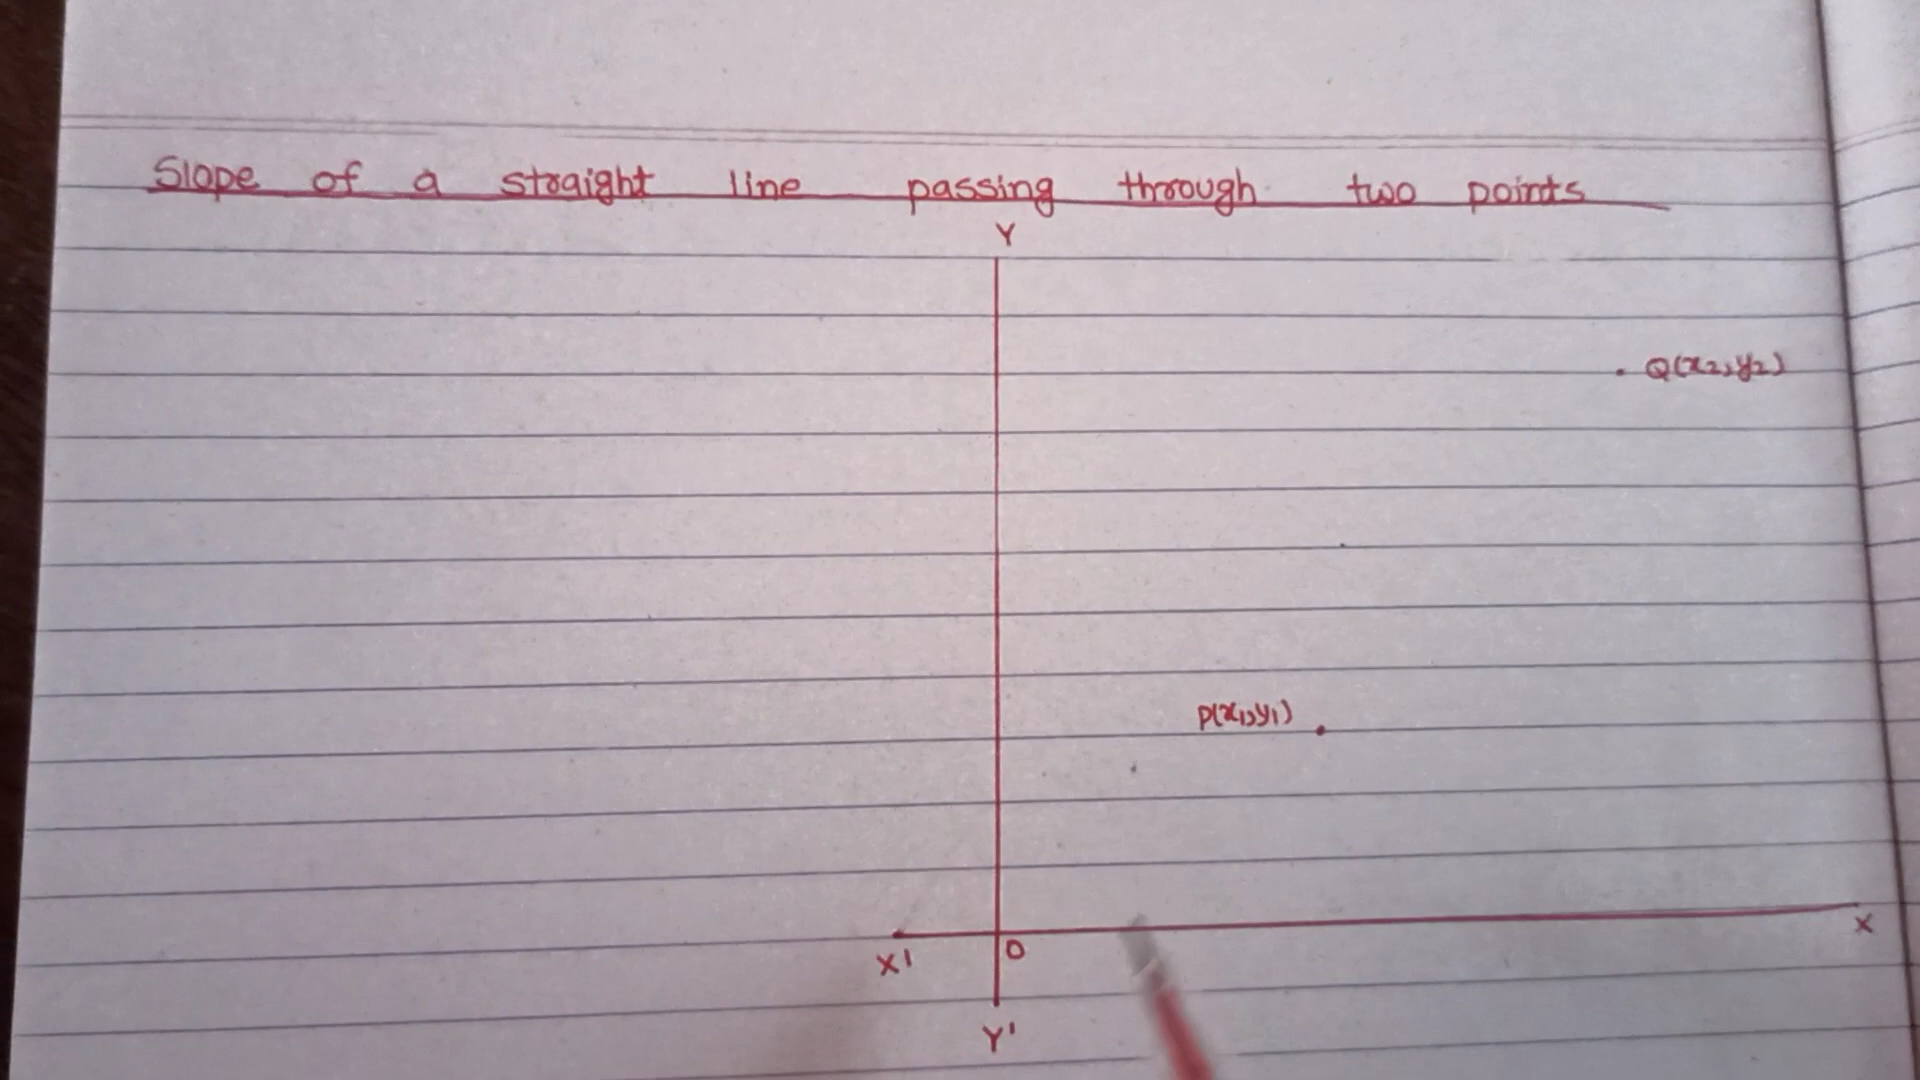 Slope of a straight line passing through two points
Y
Q(x2,y2)
P(x1,y1)
X' O X
Y'